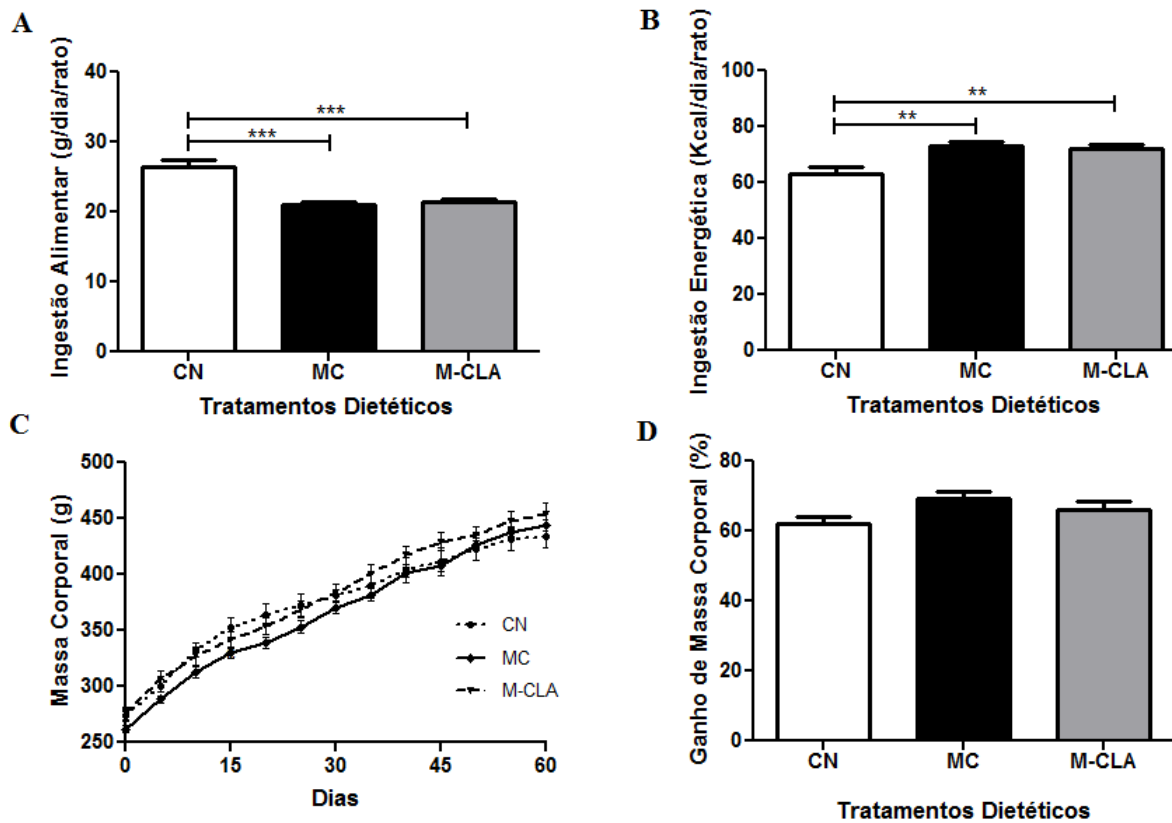 A
Ingestão Alimentar (g/dia/rato)
40
30
20
10
0
***
***
CN
MC
M-CLA
Tratamentos Dietéticos
B
Ingestão Energética (Kcal/dia/rato)
100
80
60
40
20
0
**
**
CN
MC
M-CLA
Tratamentos Dietéticos
C
Massa Corporal (g)
500
450
400
350
300
250
0
15
30
45
60
Dias
CN
MC
M-CLA
D
Ganho de Massa Corporal (%)
80
60
40
20
0
CN
MC
M-CLA
Tratamentos Dietéticos